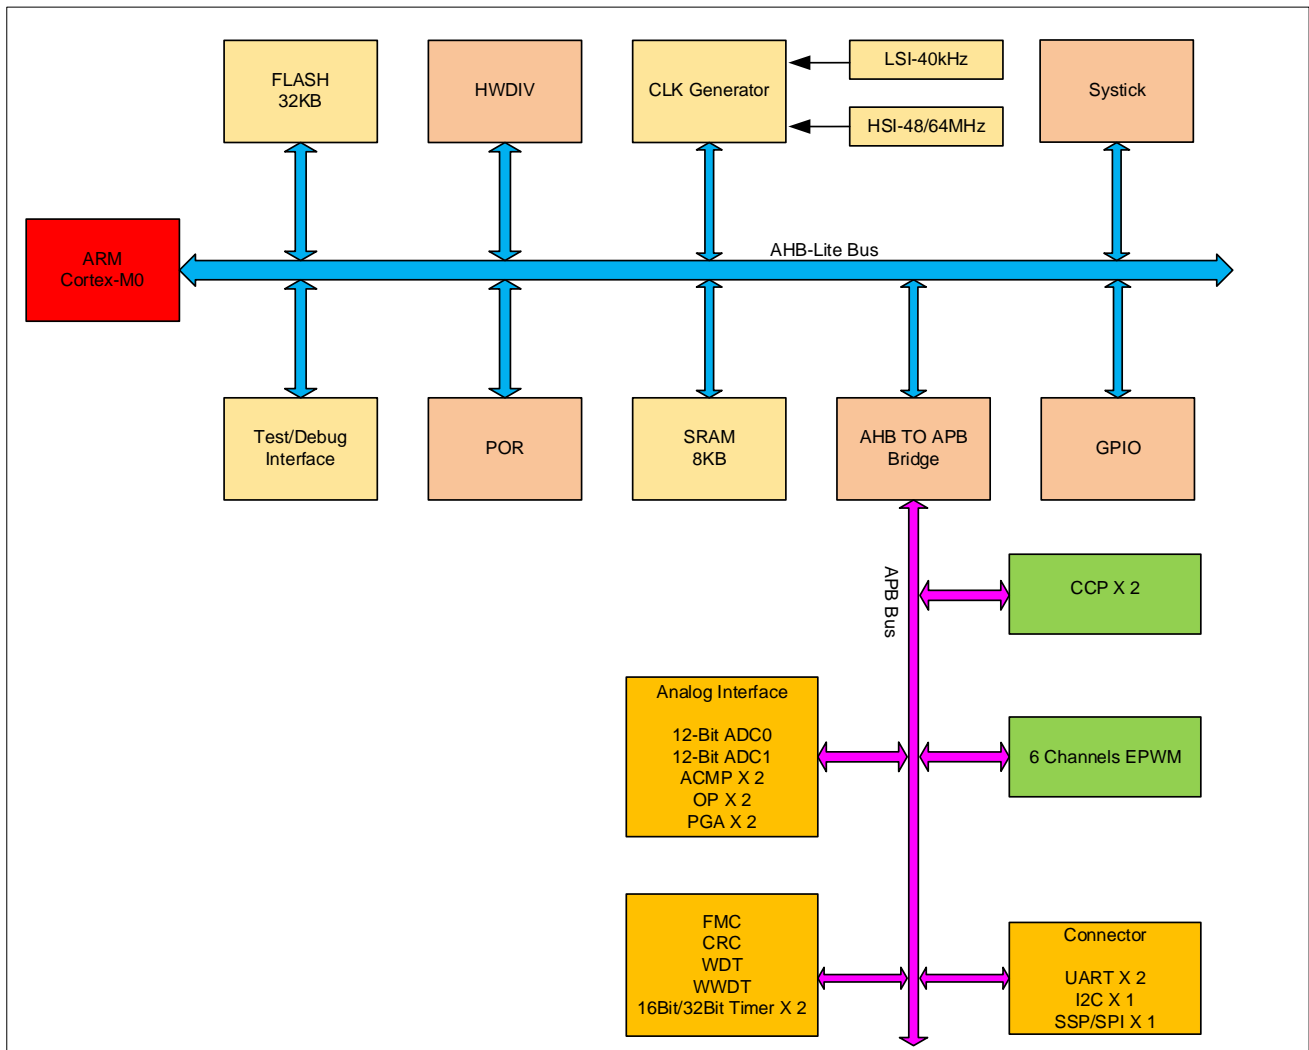 FLASH
32KB
HWDIV
CLK Generator
LSI-40kHz
HSI-48/64MHz
Systick
ARM
Cortex-M0
AHB-Lite Bus
Test/Debug
Interface
POR
SRAM
8KB
AHB TO APB
Bridge
GPIO
APB Bus
CCP X 2
Analog Interface
12-Bit ADC0
12-Bit ADC1
ACMP X 2
OP X 2
PGA X 2
6 Channels EPWM
FMC
CRC
WDT
WWDT
16Bit/32Bit Timer X 2
Connector
UART X 2
I2C X 1
SSP/SPI X 1